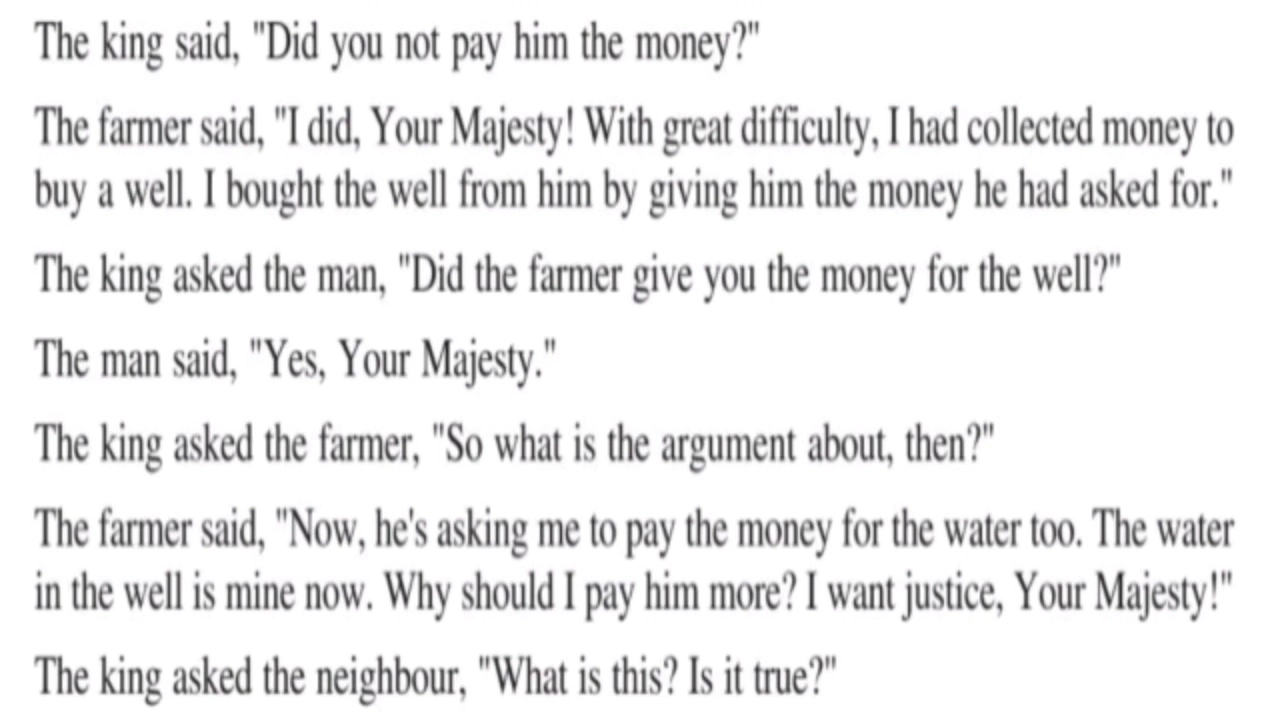 The king said, "Did you not pay him the money?"
The farmer said, "I did, Your Majesty! With great difficulty, I had collected money to
buy a well. I bought the well from him by giving him the money he had asked for."
The king asked the man, "Did the farmer give you the money for the well?"
The man said, "Yes, Your Majesty."
The king asked the farmer, "So what is the argument about, then?"
The farmer said, "Now, he's asking me to pay the money for the water too. The water
in the well is mine now. Why should I pay him more? I want justice, Your Majesty!"
The king asked the neighbour, "What is this? Is it true?"